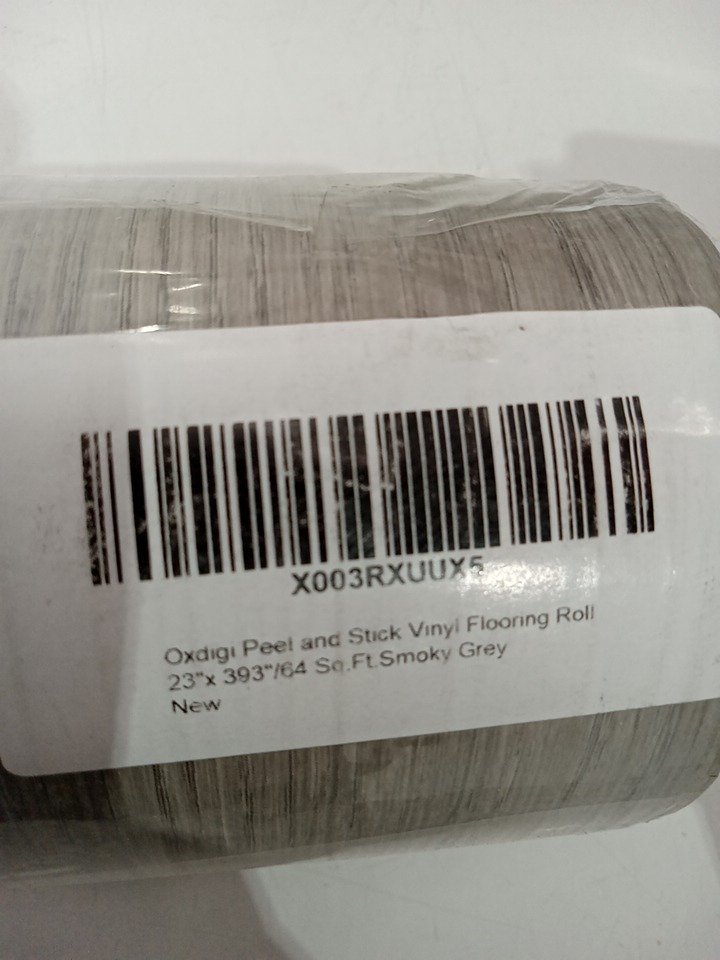 X003RXUUX5
Oxdigi Peel and Stick Vinyl Flooring Roll
23"x 393"/64 Sq.Ft.Smoky Grey
New